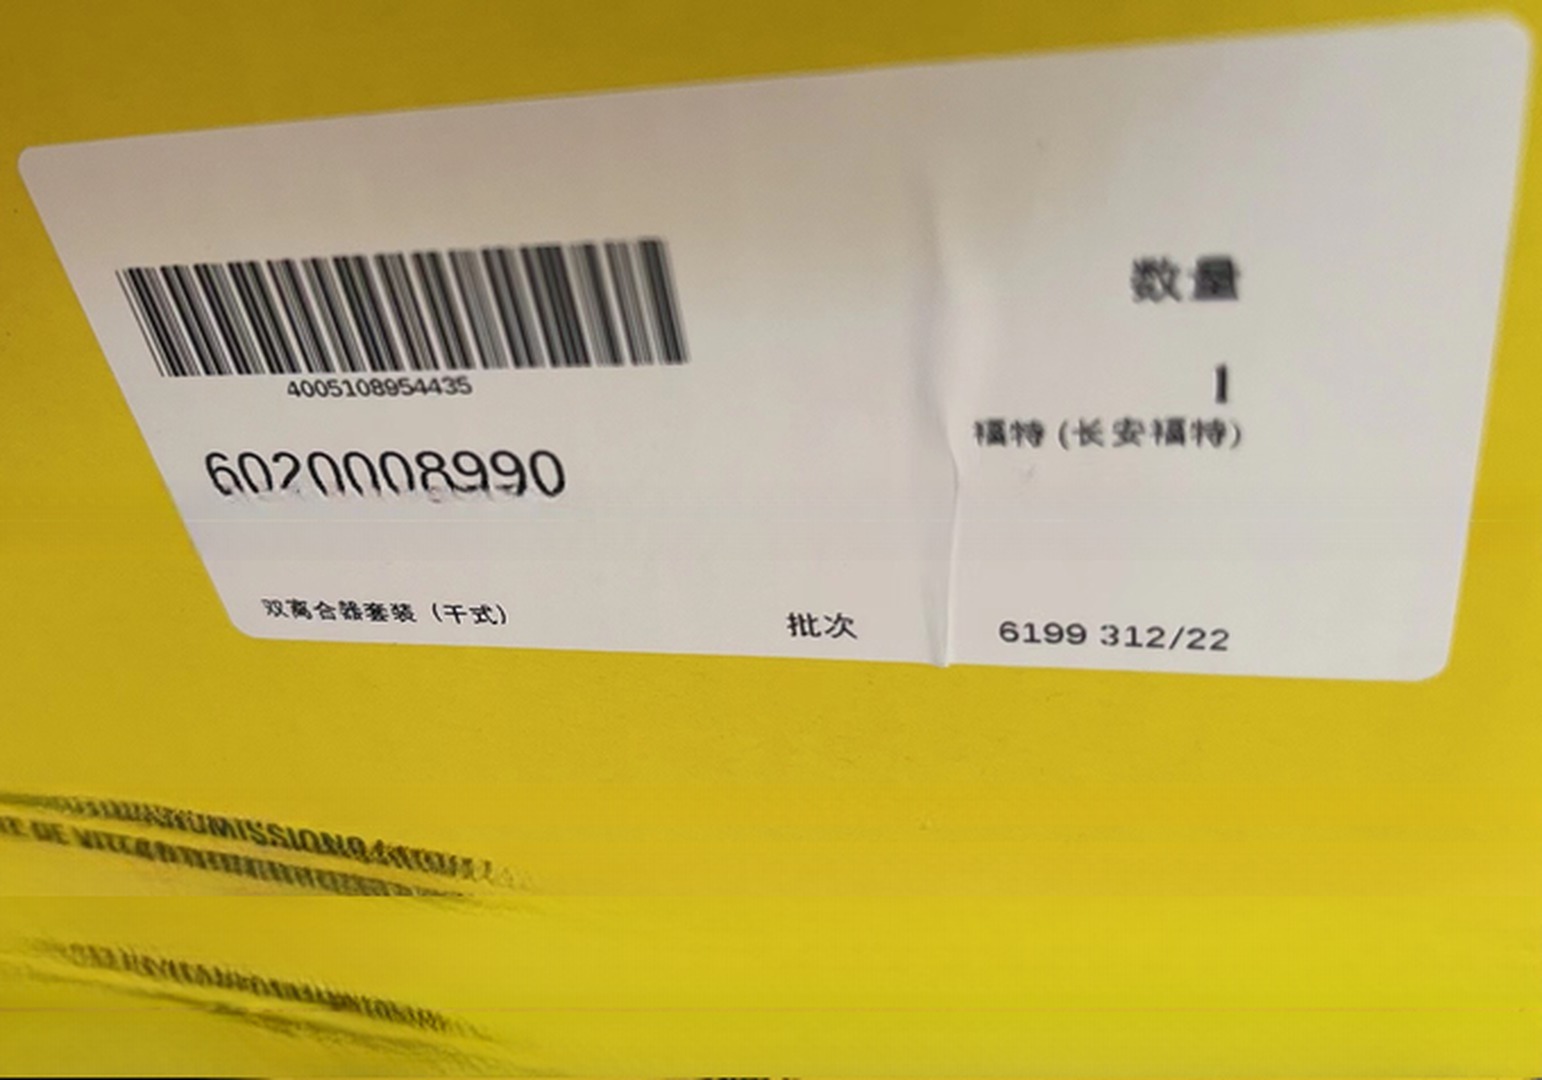 数量
4005108954435
1
福特 (长安福特)
6020008990
双离合器套装（干式）
批次
6199 312/22